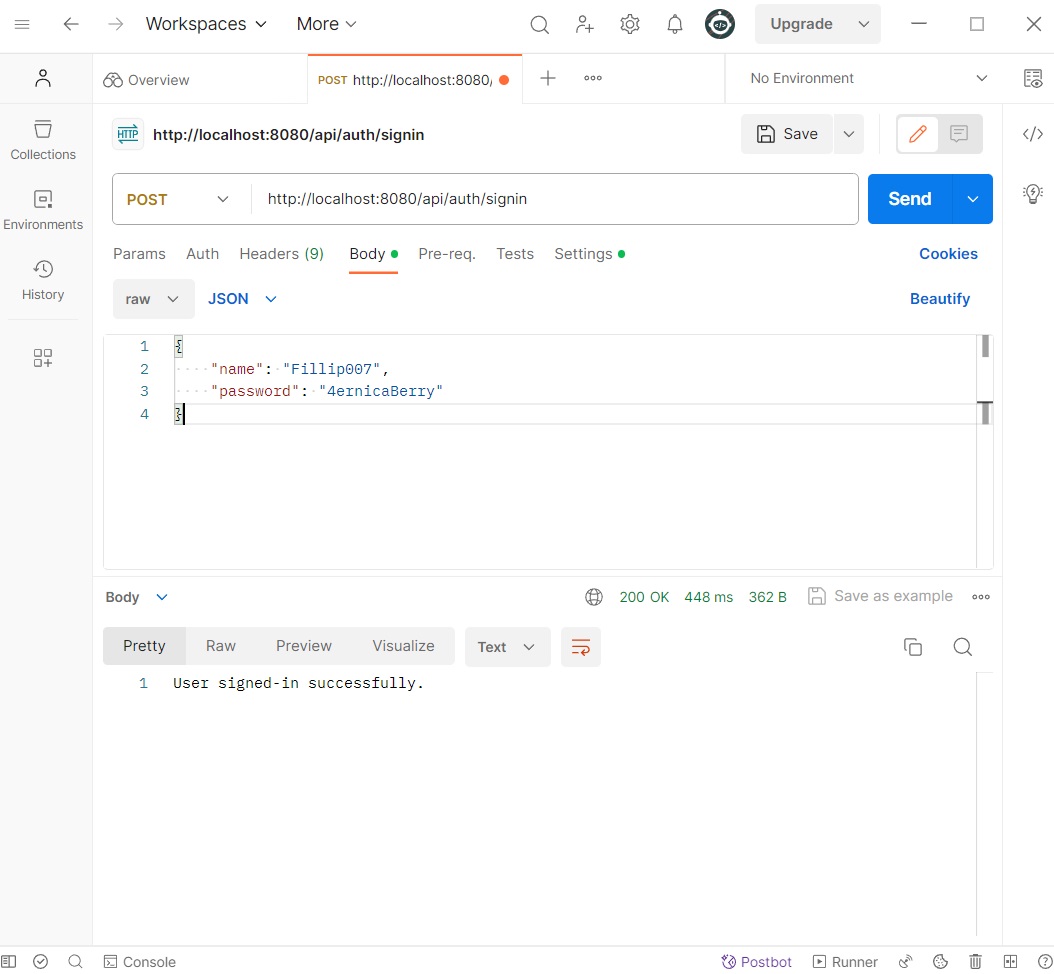 Workspaces More Upgrade
Overview POST http://localhost:8080/ No Environment
HTTP http://localhost:8080/api/auth/signin Save
Collections
POST http://localhost:8080/api/auth/signin Send
Environments
Params Auth Headers (9) Body Pre-req. Tests Settings Cookies
History
raw JSON Beautify
1 {
2 "name": "Fillip007",
3 "password": "4ernicaBerry"
4 }
Body 200 OK 448 ms 362 B Save as example
Pretty Raw Preview Visualize Text
1 User signed-in successfully.
Console Postbot Runner